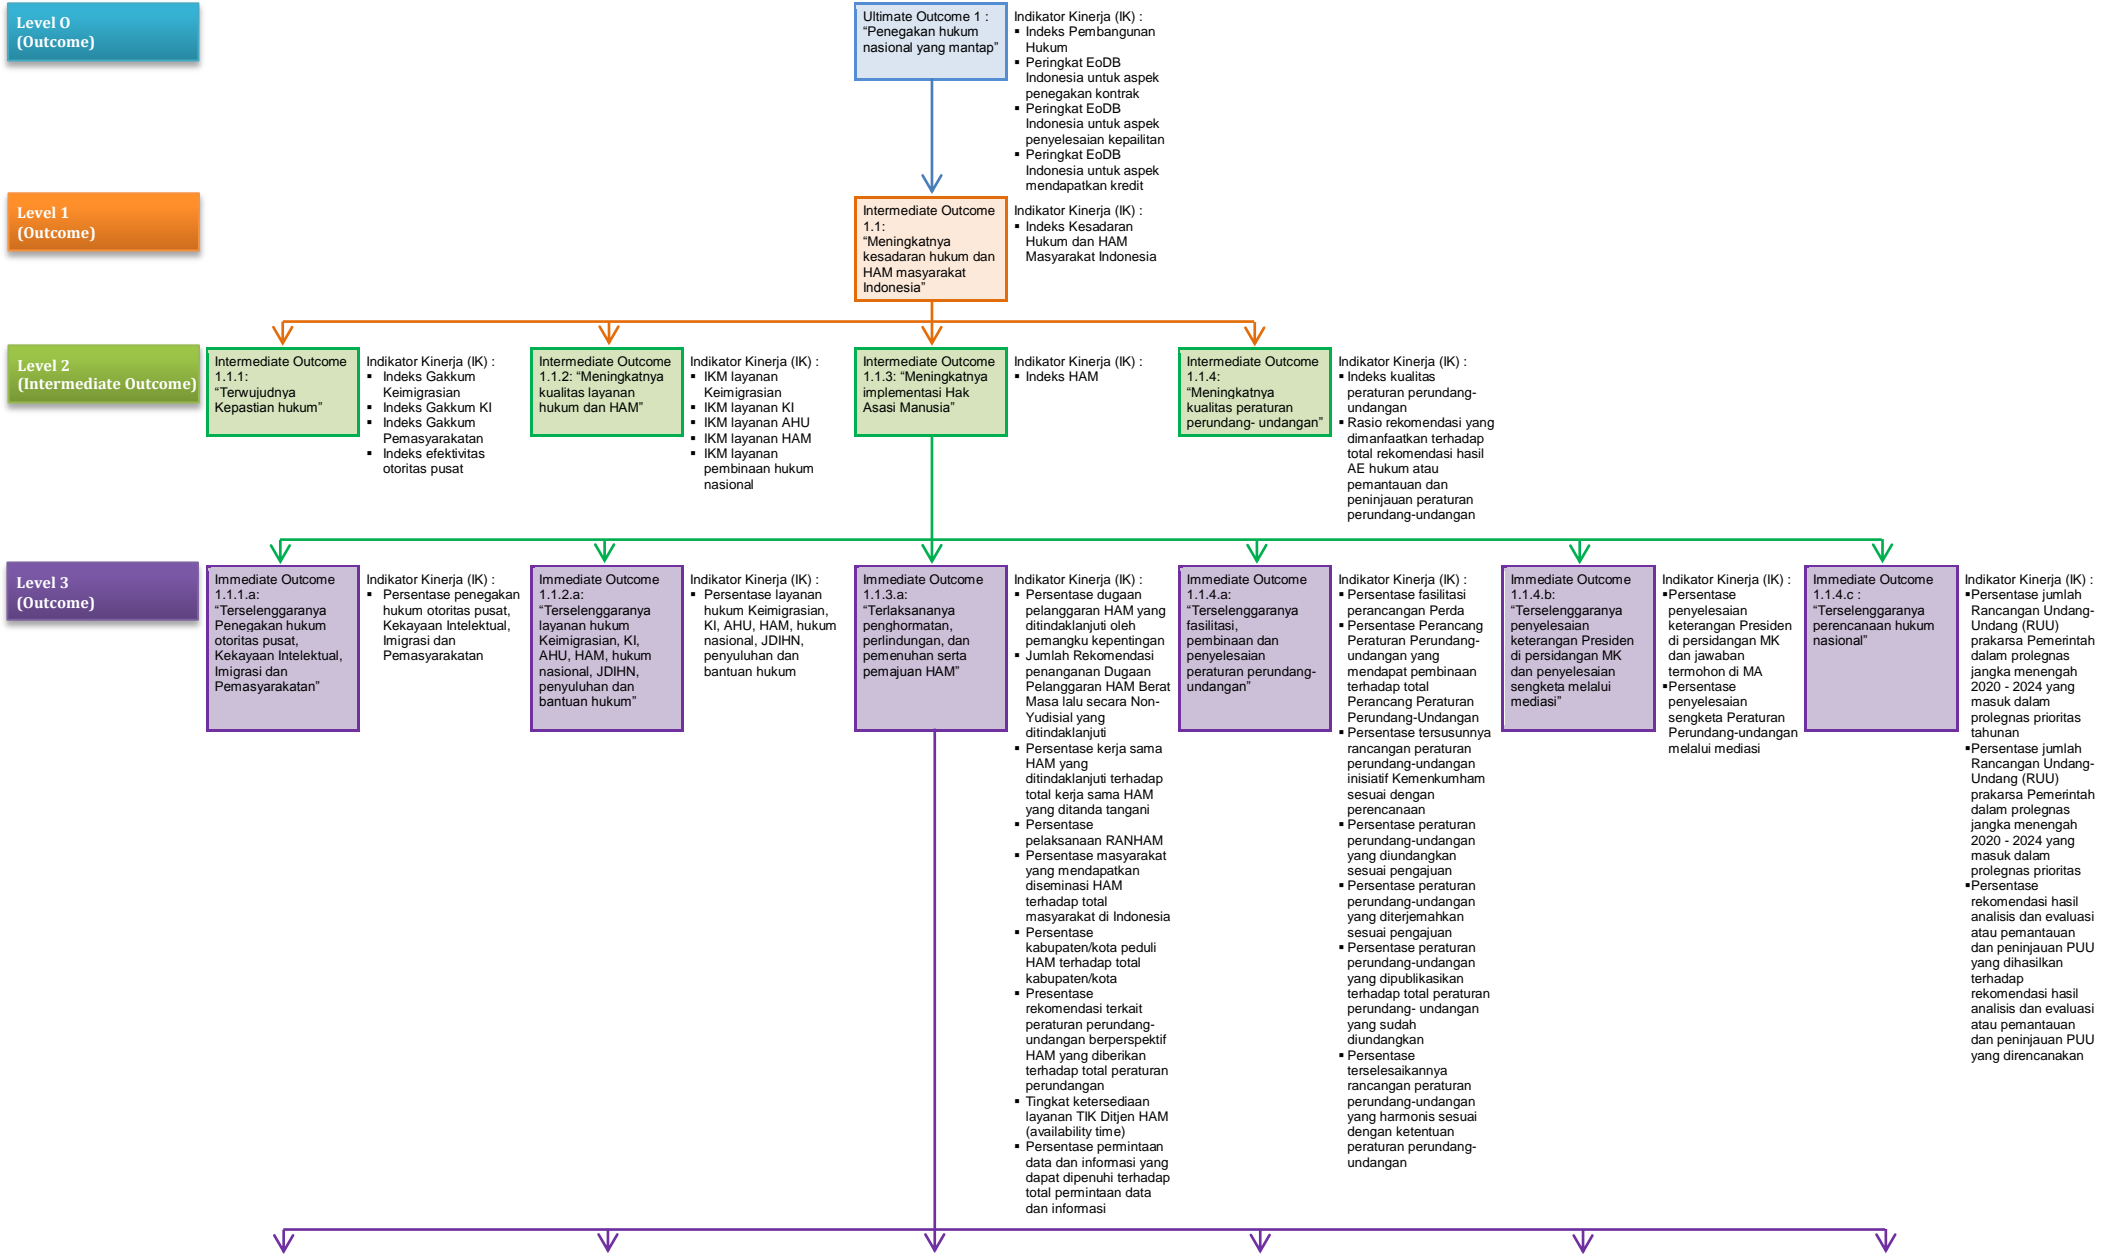 Level O
(Outcome)
Ultimate Outcome 1 :
“Penegakan hukum
nasional yang mantap”
Indikator Kinerja (IK) :
▪ Indeks Pembangunan
Hukum
▪ Peringkat EoDB
Indonesia untuk aspek
penegakan kontrak
▪ Peringkat EoDB
Indonesia untuk aspek
penyelesaian kepailitan
▪ Peringkat EoDB
Indonesia untuk aspek
mendapatkan kredit
Level 1
(Outcome)
Intermediate Outcome
1.1:
“Meningkatnya
kesadaran hukum dan
HAM masyarakat
Indonesia”
Indikator Kinerja (IK) :
▪ Indeks Kesadaran
Hukum dan HAM
Masyarakat Indonesia
Level 2
(Intermediate Outcome)
Intermediate Outcome
1.1.1:
“Terwujudnya
Kepastian hukum”
Indikator Kinerja (IK) :
▪ Indeks Gakkum
Keimigrasian
▪ Indeks Gakkum KI
▪ Indeks Gakkum
Pemasyarakatan
▪ Indeks efektivitas
otoritas pusat
Intermediate Outcome
1.1.2: “Meningkatnya
kualitas layanan
hukum dan HAM”
Indikator Kinerja (IK) :
▪ IKM layanan
Keimigrasian
▪ IKM layanan KI
▪ IKM layanan AHU
▪ IKM layanan HAM
▪ IKM layanan
pembinaan hukum
nasional
Intermediate Outcome
1.1.3: “Meningkatnya
implementasi Hak
Asasi Manusia”
Indikator Kinerja (IK) :
▪ Indeks HAM
Intermediate Outcome
1.1.4:
“Meningkatnya
kualitas peraturan
perundang- undangan”
Indikator Kinerja (IK) :
▪ Indeks kualitas
peraturan perundang-
undangan
▪ Rasio rekomendasi yang
dimanfaatkan terhadap
total rekomendasi hasil
AE hukum atau
pemantauan dan
peninjauan peraturan
perundang-undangan
Level 3
(Outcome)
Immediate Outcome
1.1.1.a:
“Terselenggaranya
Penegakan hukum
otoritas pusat,
Kekayaan Intelektual,
Imigrasi dan
Pemasyarakatan”
Indikator Kinerja (IK) :
▪ Persentase penegakan
hukum otoritas pusat,
Kekayaan Intelektual,
Imigrasi dan
Pemasyarakatan
Immediate Outcome
1.1.2.a:
“Terselenggaranya
layanan hukum
Keimigrasian, KI,
AHU, HAM, hukum
nasional, JDIHN,
penyuluhan dan
bantuan hukum”
Indikator Kinerja (IK) :
▪ Persentase layanan
hukum Keimigrasian,
KI, AHU, HAM, hukum
nasional, JDIHN,
penyuluhan dan
bantuan hukum
Immediate Outcome
1.1.3.a:
“Terlaksananya
penghormatan,
perlindungan, dan
pemenuhan serta
pemajuan HAM”
Indikator Kinerja (IK) :
▪ Persentase dugaan
pelanggaran HAM yang
ditindaklanjuti oleh
pemangku kepentingan
▪ Jumlah Rekomendasi
penanganan Dugaan
Pelanggaran HAM Berat
Masa lalu secara Non-
Yudisial yang
ditindaklanjuti
▪ Persentase kerja sama
HAM yang
ditindaklanjuti terhadap
total kerja sama HAM
yang ditanda tangani
▪ Persentase
pelaksanaan RANHAM
▪ Persentase masyarakat
yang mendapatkan
diseminasi HAM
terhadap total
masyarakat di Indonesia
▪ Persentase
kabupaten/kota peduli
HAM terhadap total
kabupaten/kota
▪ Presentase
rekomendasi terkait
peraturan perundang-
undangan berperspektif
HAM yang diberikan
terhadap total peraturan
perundangan
▪ Tingkat ketersediaan
layanan TIK Ditjen HAM
(availability time)
▪ Persentase permintaan
data dan informasi yang
dapat dipenuhi terhadap
total permintaan data
dan informasi
Immediate Outcome
1.1.4.a:
“Terselenggaranya
fasilitasi,
pembinaan dan
penyelesaian
peraturan perundang-
undangan”
Indikator Kinerja (IK) :
▪ Persentase fasilitasi
perancangan Perda
▪ Persentase Perancang
Peraturan Perundang-
undangan yang
mendapat pembinaan
terhadap total
Perancang Peraturan
Perundang-Undangan
▪ Persentase tersusunnya
rancangan peraturan
perundang-undangan
inisiatif Kemenkumham
sesuai dengan
perencanaan
▪ Persentase peraturan
perundang-undangan
yang diundangkan
sesuai pengajuan
▪ Persentase peraturan
perundang-undangan
yang diterjemahkan
sesuai pengajuan
▪ Persentase peraturan
perundang-undangan
yang dipublikasikan
terhadap total peraturan
perundang- undangan
yang sudah
diundangkan
▪ Persentase
terselesaikannya
rancangan peraturan
perundang-undangan
yang harmonis sesuai
dengan ketentuan
peraturan perundang-
undangan
Immediate Outcome
1.1.4.b:
“Terselenggaranya
penyelesaian
keterangan Presiden
di persidangan MK
dan penyelesaian
sengketa melalui
mediasi”
Indikator Kinerja (IK) :
▪Persentase
penyelesaian
keterangan Presiden
di persidangan MK
dan jawaban
termohon di MA
▪Persentase
penyelesaian
sengketa Peraturan
Perundang-undangan
melalui mediasi
Immediate Outcome
1.1.4.c :
“Terselenggaranya
perencanaan hukum
nasional”
Indikator Kinerja (IK) :
▪Persentase jumlah
Rancangan Undang-
Undang (RUU)
prakarsa Pemerintah
dalam prolegnas
jangka menengah
2020 - 2024 yang
masuk dalam
prolegnas prioritas
tahunan
▪Persentase jumlah
Rancangan Undang-
Undang (RUU)
prakarsa Pemerintah
dalam prolegnas
jangka menengah
2020 - 2024 yang
masuk dalam
prolegnas prioritas
▪Persentase
rekomendasi hasil
analisis dan evaluasi
atau pemantauan
dan peninjauan PUU
yang dihasilkan
terhadap
rekomendasi hasil
analisis dan evaluasi
atau pemantauan
dan peninjauan PUU
yang direncanakan